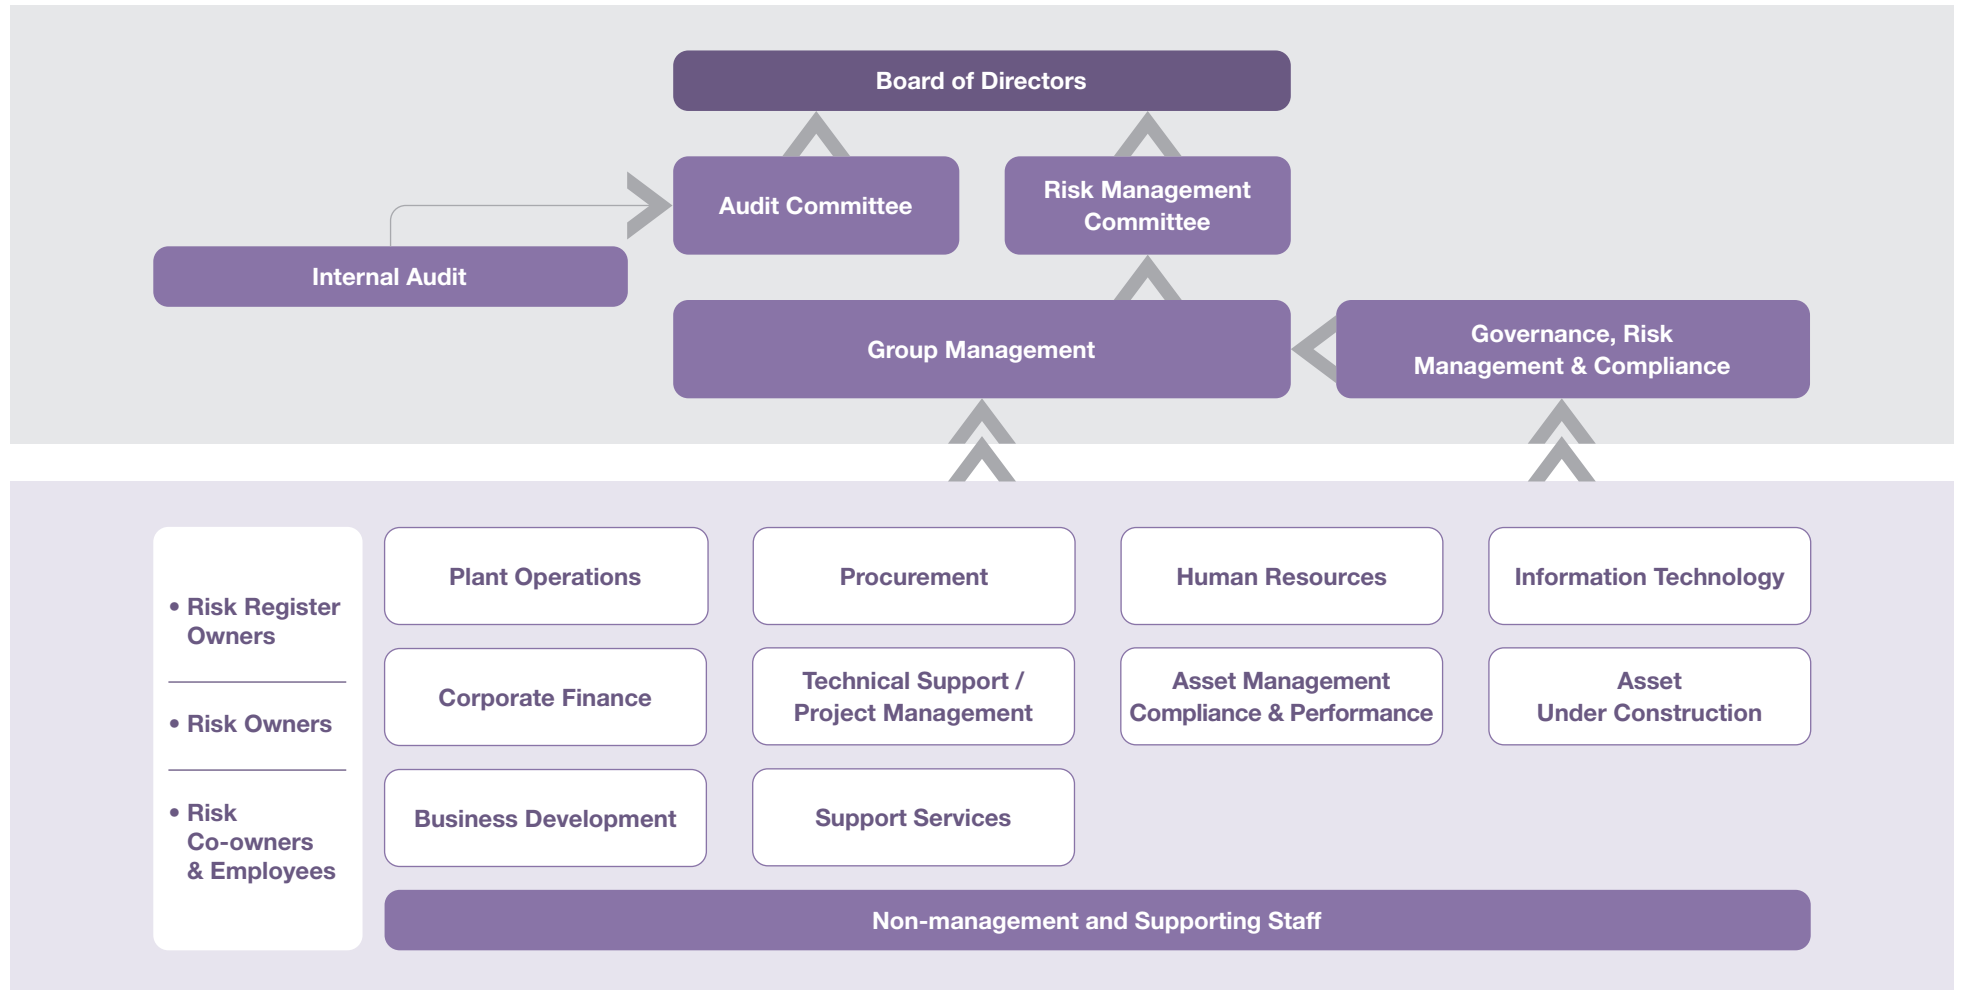 Board of Directors
Audit Committee
Risk Management
Committee
Internal Audit
Group Management
Governance, Risk
Management & Compliance
• Risk Register
Owners
• Risk Owners
• Risk
Co-owners
& Employees
Plant Operations
Procurement
Human Resources
Information Technology
Corporate Finance
Technical Support /
Project Management
Asset Management
Compliance & Performance
Asset
Under Construction
Business Development
Support Services
Non-management and Supporting Staff